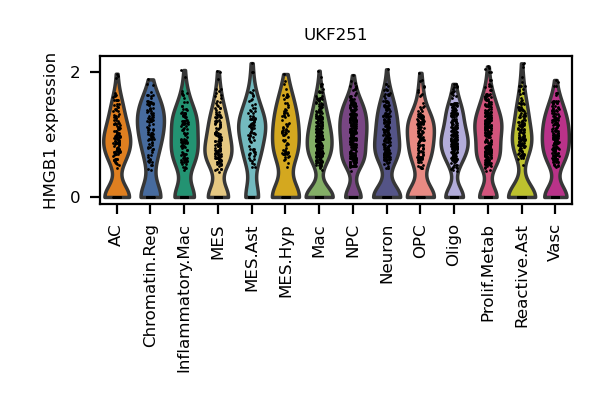 UKF251
HMGB1 expression
2
0
AC
Chromatin.Reg
Inflammatory.Mac
MES
MES.Ast
MES.Hyp
Mac
NPC
Neuron
OPC
Oligo
Prolif.Metab
Reactive.Ast
Vasc